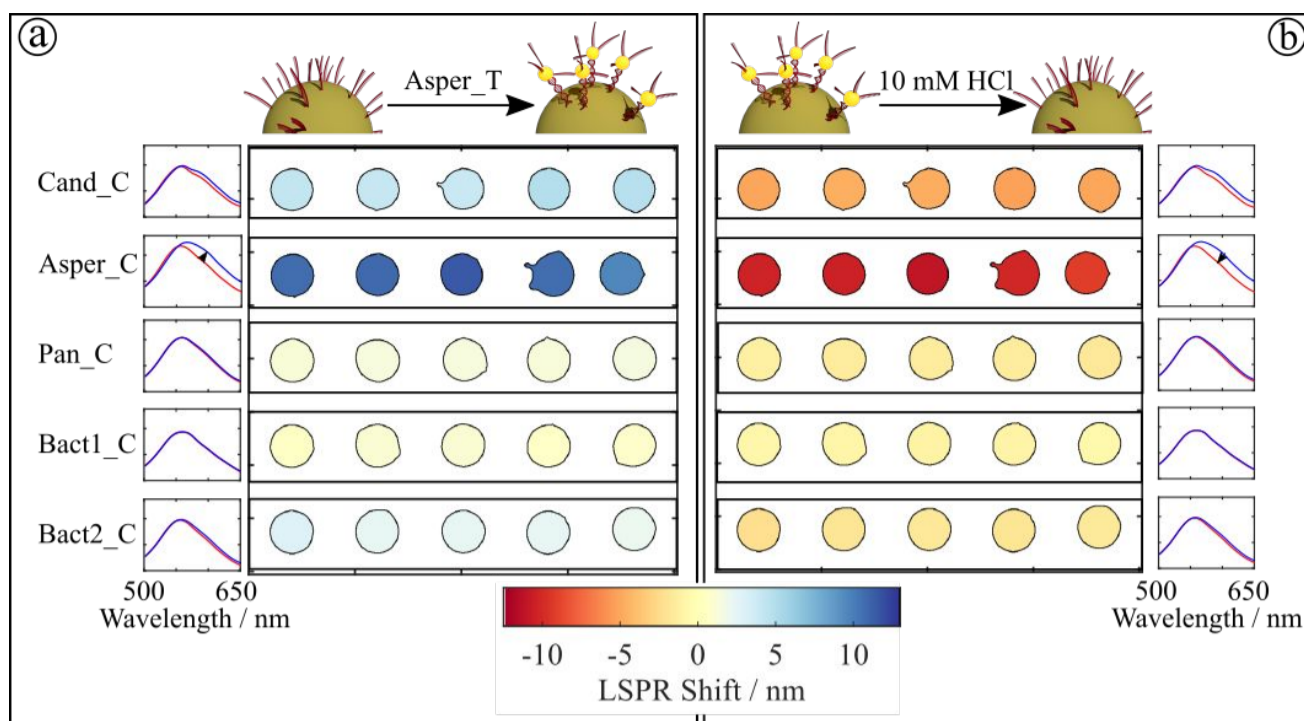 a
b
Asper_T
10 mM HCl
Cand_C
Asper_C
Pan_C
Bact1_C
Bact2_C
500 650
Wavelength / nm
500 650
Wavelength / nm
-10 -5 0 5 10
LSPR Shift / nm